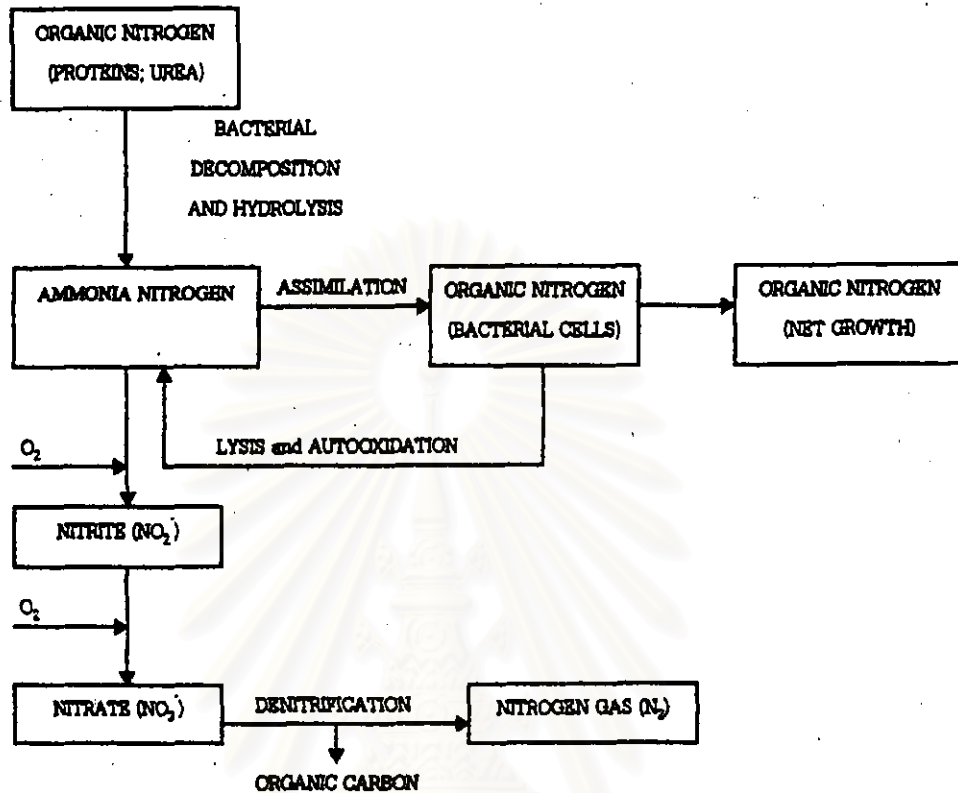 ORGANIC NITROGEN
(PROTEINS; UREA)
BACTERIAL
DECOMPOSITION
AND HYDROLYSIS
AMMONIA NITROGEN
ASSIMILATION
ORGANIC NITROGEN
(BACTERIAL CELLS)
ORGANIC NITROGEN
(NET GROWTH)
LYSIS and AUTOOXIDATION
O₂
NITRITE (NO₂⁻)
O₂
NITRATE (NO₃⁻)
DENITRIFICATION
NITROGEN GAS (N₂)
ORGANIC CARBON